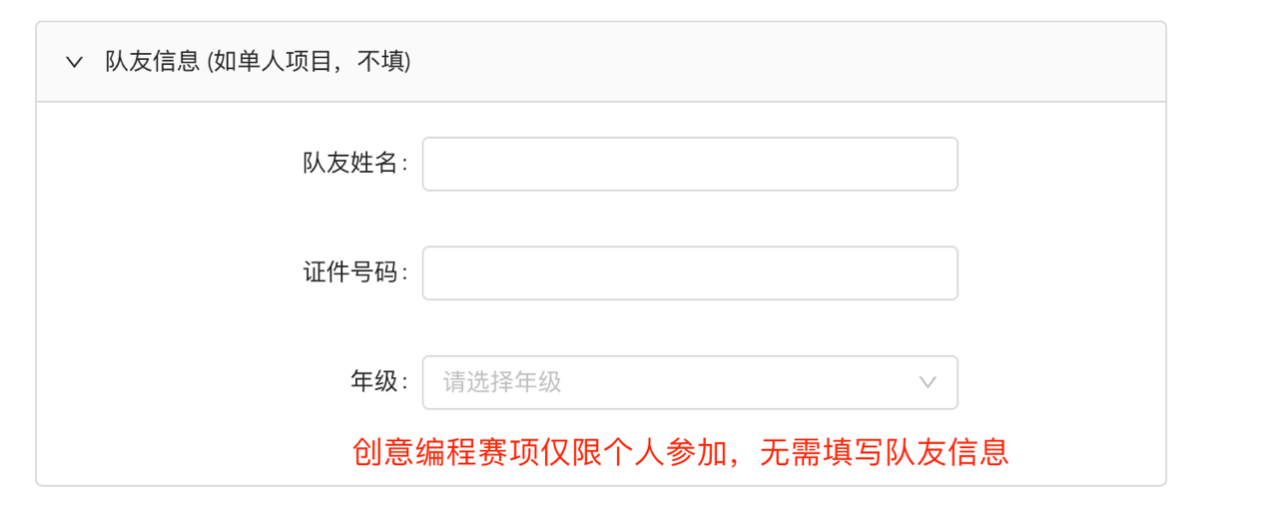 队友信息 (如单人项目，不填)
队友姓名：
证件号码：
年级： 请选择年级
创意编程赛项仅限个人参加，无需填写队友信息